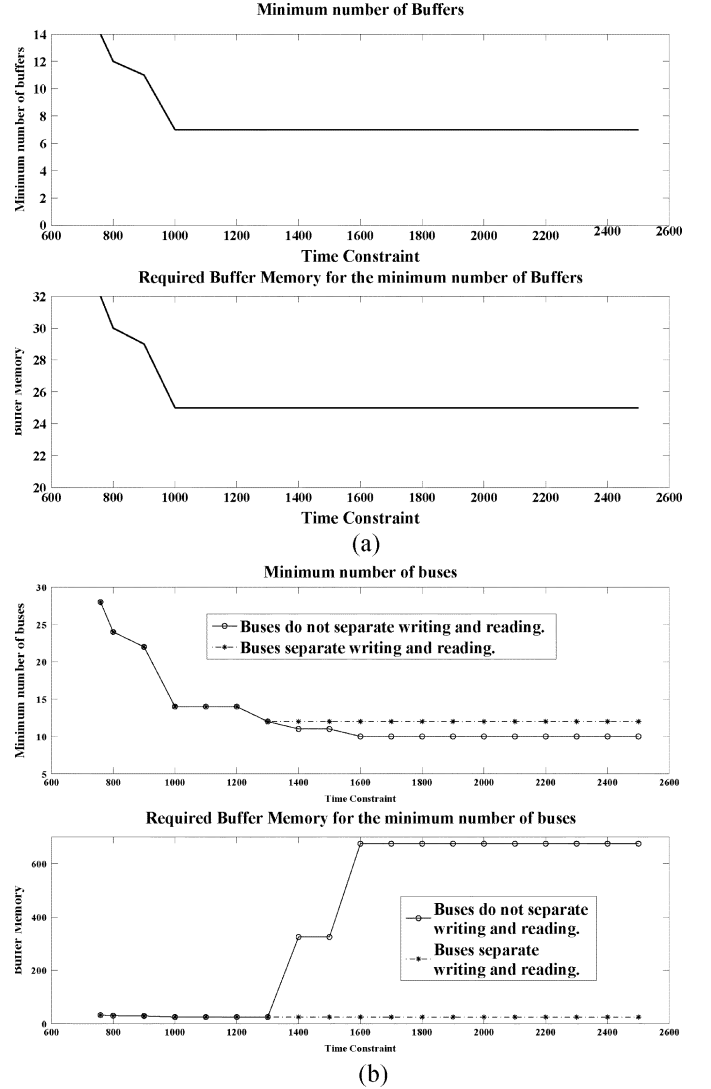 Minimum number of Buffers
Minimum number of buffers
14
12
10
8
6
4
2
0
600 800 1000 1200 1400 1600 1800 2000 2200 2400 2600
Time Constraint
Required Buffer Memory for the minimum number of Buffers
Buffer Memory
32
30
28
26
24
22
20
600 800 1000 1200 1400 1600 1800 2000 2200 2400 2600
Time Constraint
(a)
Minimum number of buses
Minimum number of buses
30
25
20
15
10
5
Buses do not separate writing and reading.
Buses separate writing and reading.
600 800 1000 1200 1400 1600 1800 2000 2200 2400 2600
Time Constraint
Required Buffer Memory for the minimum number of buses
Buffer Memory
600
400
200
0
Buses do not separate
writing and reading.
Buses separate
writing and reading.
600 800 1000 1200 1400 1600 1800 2000 2200 2400 2600
Time Constraint
(b)